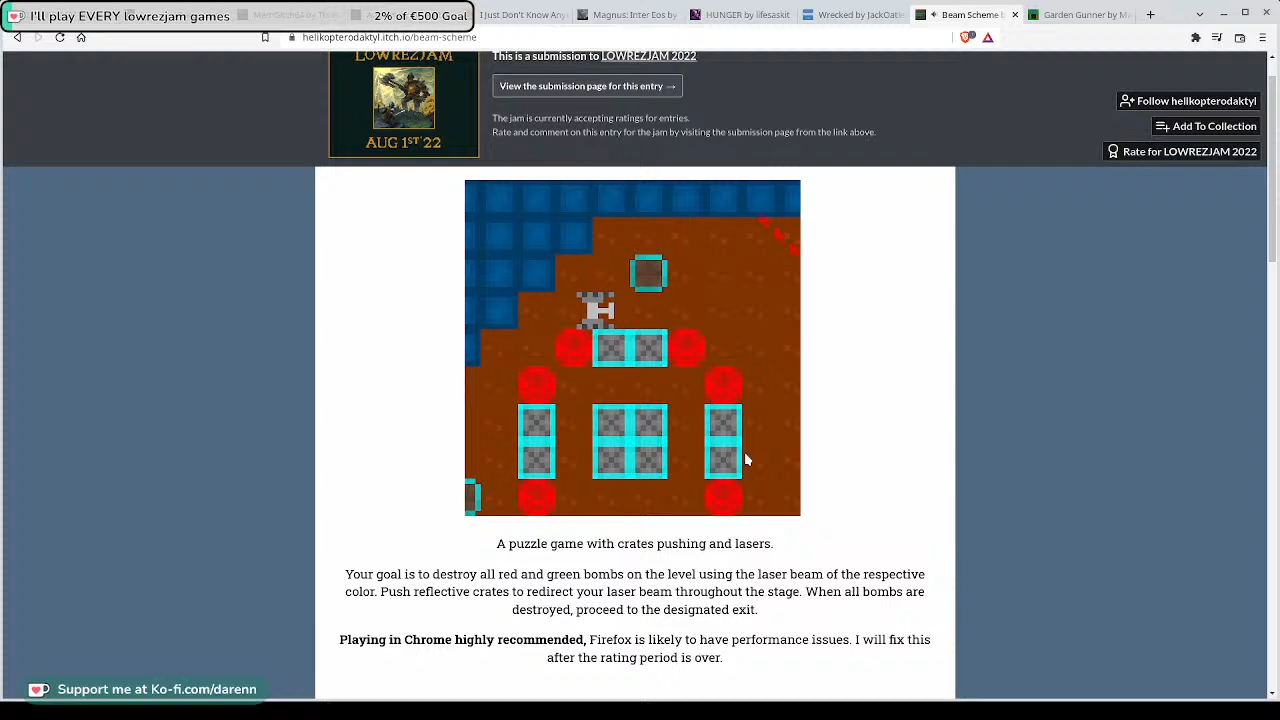 I'll play EVERY lowrezjam games
2% of €500 Goal
I Just Don't Know Any
Magnus: Inter Eos by
HUNGER by lifesaskit
Wrecked by JackOatle
Beam Scheme b
Garden Gunner by Ma
helikopterodaktyl.itch.io/beam-scheme
LOWREZJAM
AUG 1ST 22
This is a submission to LOWREZJAM 2022
View the submission page for this entry →
The jam is currently accepting ratings for entries.
Rate and comment on this entry for the jam by visiting the submission page from the link above.
Follow helikopterodaktyl
Add To Collection
Rate for LOWREZJAM 2022
A puzzle game with crates pushing and lasers.
Your goal is to destroy all red and green bombs on the level using the laser beam of the respective
color. Push reflective crates to redirect your laser beam throughout the stage. When all bombs are
destroyed, proceed to the designated exit.
Playing in Chrome highly recommended, Firefox is likely to have performance issues. I will fix this
after the rating period is over.
Support me at Ko-fi.com/darenn